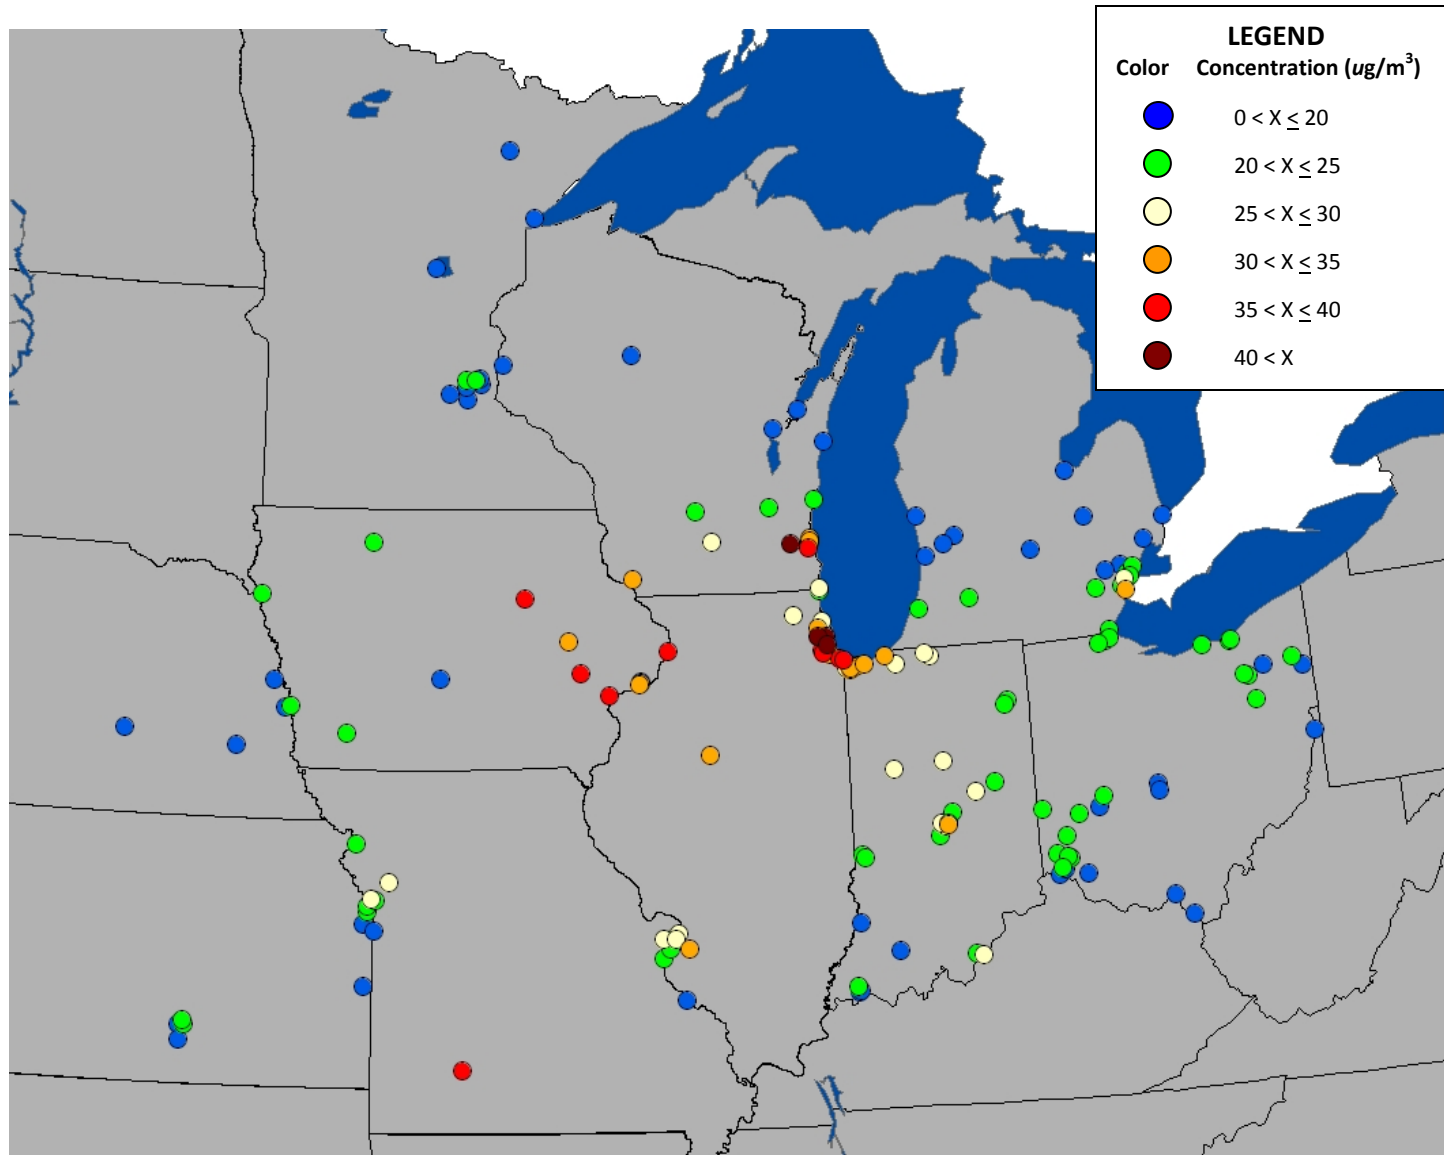 LEGEND
Color Concentration (ug/m³)
0 < X ≤ 20
20 < X ≤ 25
25 < X ≤ 30
30 < X ≤ 35
35 < X ≤ 40
40 < X